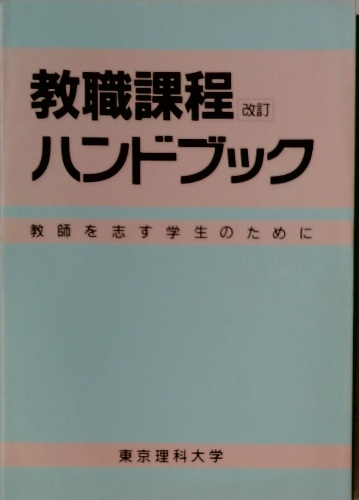 教職課程 改訂
ハンドブック
教師を志す学生のために
東京理科大学